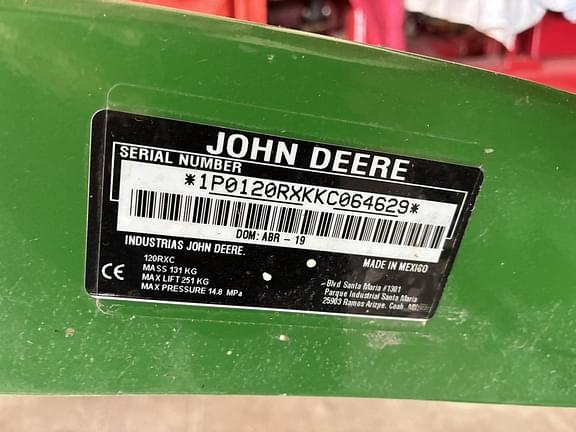 JOHN DEERE
SERIAL NUMBER
*1P0120RXKKC064629*
DOM: ABR - 19
INDUSTRIAS JOHN DEERE.
MADE IN MEXICO
120RXC
MASS 131 KG
MAX LIFT 251 KG
MAX PRESSURE 14.8 MPa
CE
Blvd Santa Maria #1301
Parque Industrial Santa Maria
25903 Ramos Arizpe. Coah.